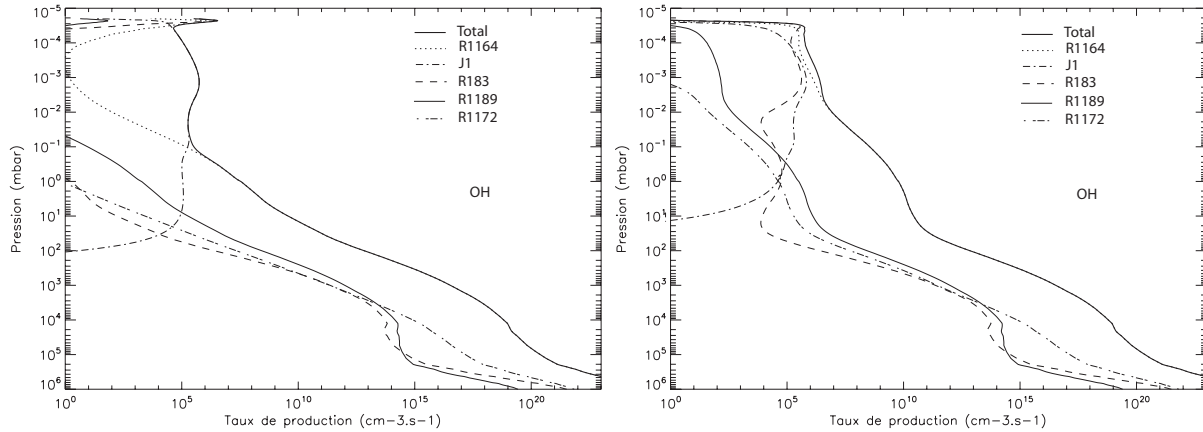 10⁻⁵
10⁻⁴
10⁻³
10⁻²
10⁻¹
10⁰
10¹
10²
10³
10⁴
10⁵
10⁶
Pression (mbar)
Total
R1164
J1
R183
R1189
R1172
OH
10⁰ 10⁵ 10¹⁰ 10¹⁵ 10²⁰
Taux de production (cm-3.s-1)
10⁻⁵
10⁻⁴
10⁻³
10⁻²
10⁻¹
10⁰
10¹
10²
10³
10⁴
10⁵
10⁶
Pression (mbar)
Total
R1164
J1
R183
R1189
R1172
OH
10⁰ 10⁵ 10¹⁰ 10¹⁵ 10²⁰
Taux de production (cm-3.s-1)